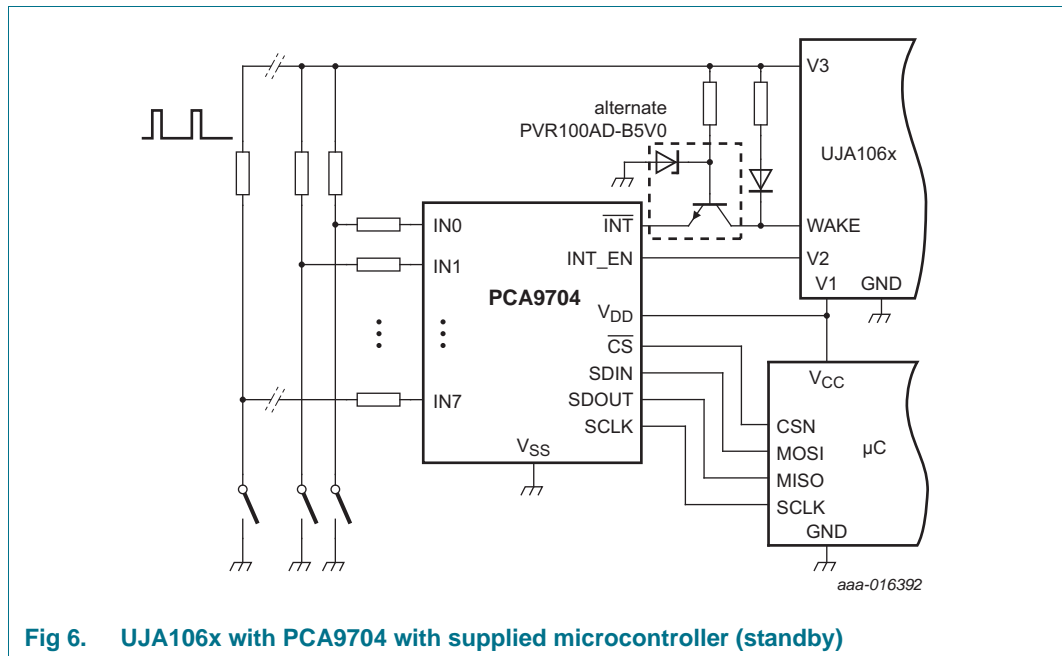 alternate
PVR100AD-B5V0
V3
UJA106x
WAKE
V2
V1
GND
IN0
IN1
IN7
PCA9704
INT
INT_EN
VDD
CS
SDIN
SDOUT
SCLK
VSS
VCC
CSN
MOSI
MISO
SCLK
µC
GND
aaa-016392
Fig 6. UJA106x with PCA9704 with supplied microcontroller (standby)